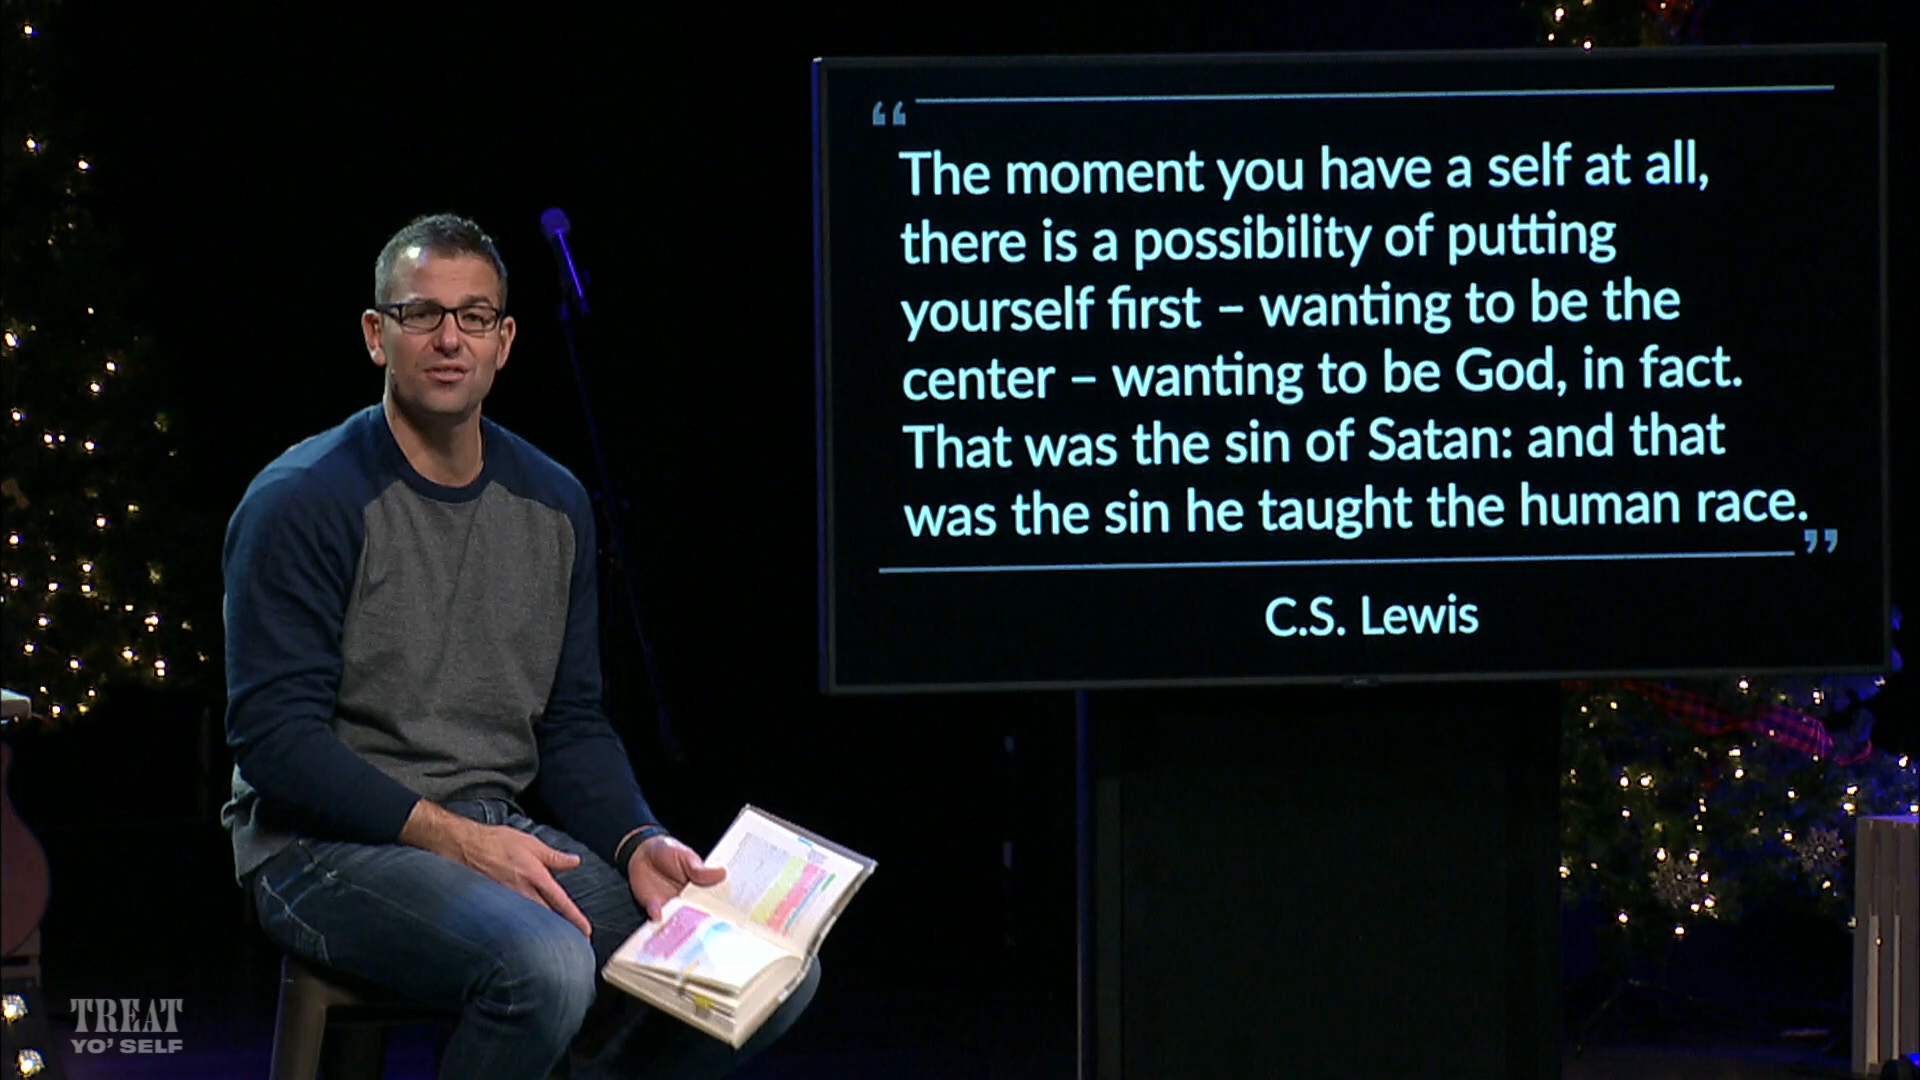 “
The moment you have a self at all,
there is a possibility of putting
yourself first – wanting to be the
center – wanting to be God, in fact.
That was the sin of Satan: and that
was the sin he taught the human race.
”
C.S. Lewis
TREAT
YO’ SELF